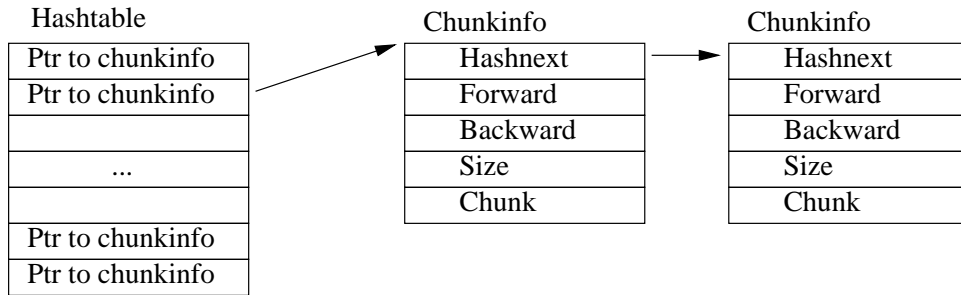 Hashtable
Ptr to chunkinfo
Ptr to chunkinfo
...
Ptr to chunkinfo
Ptr to chunkinfo
Chunkinfo
Hashnext
Forward
Backward
Size
Chunk
Chunkinfo
Hashnext
Forward
Backward
Size
Chunk